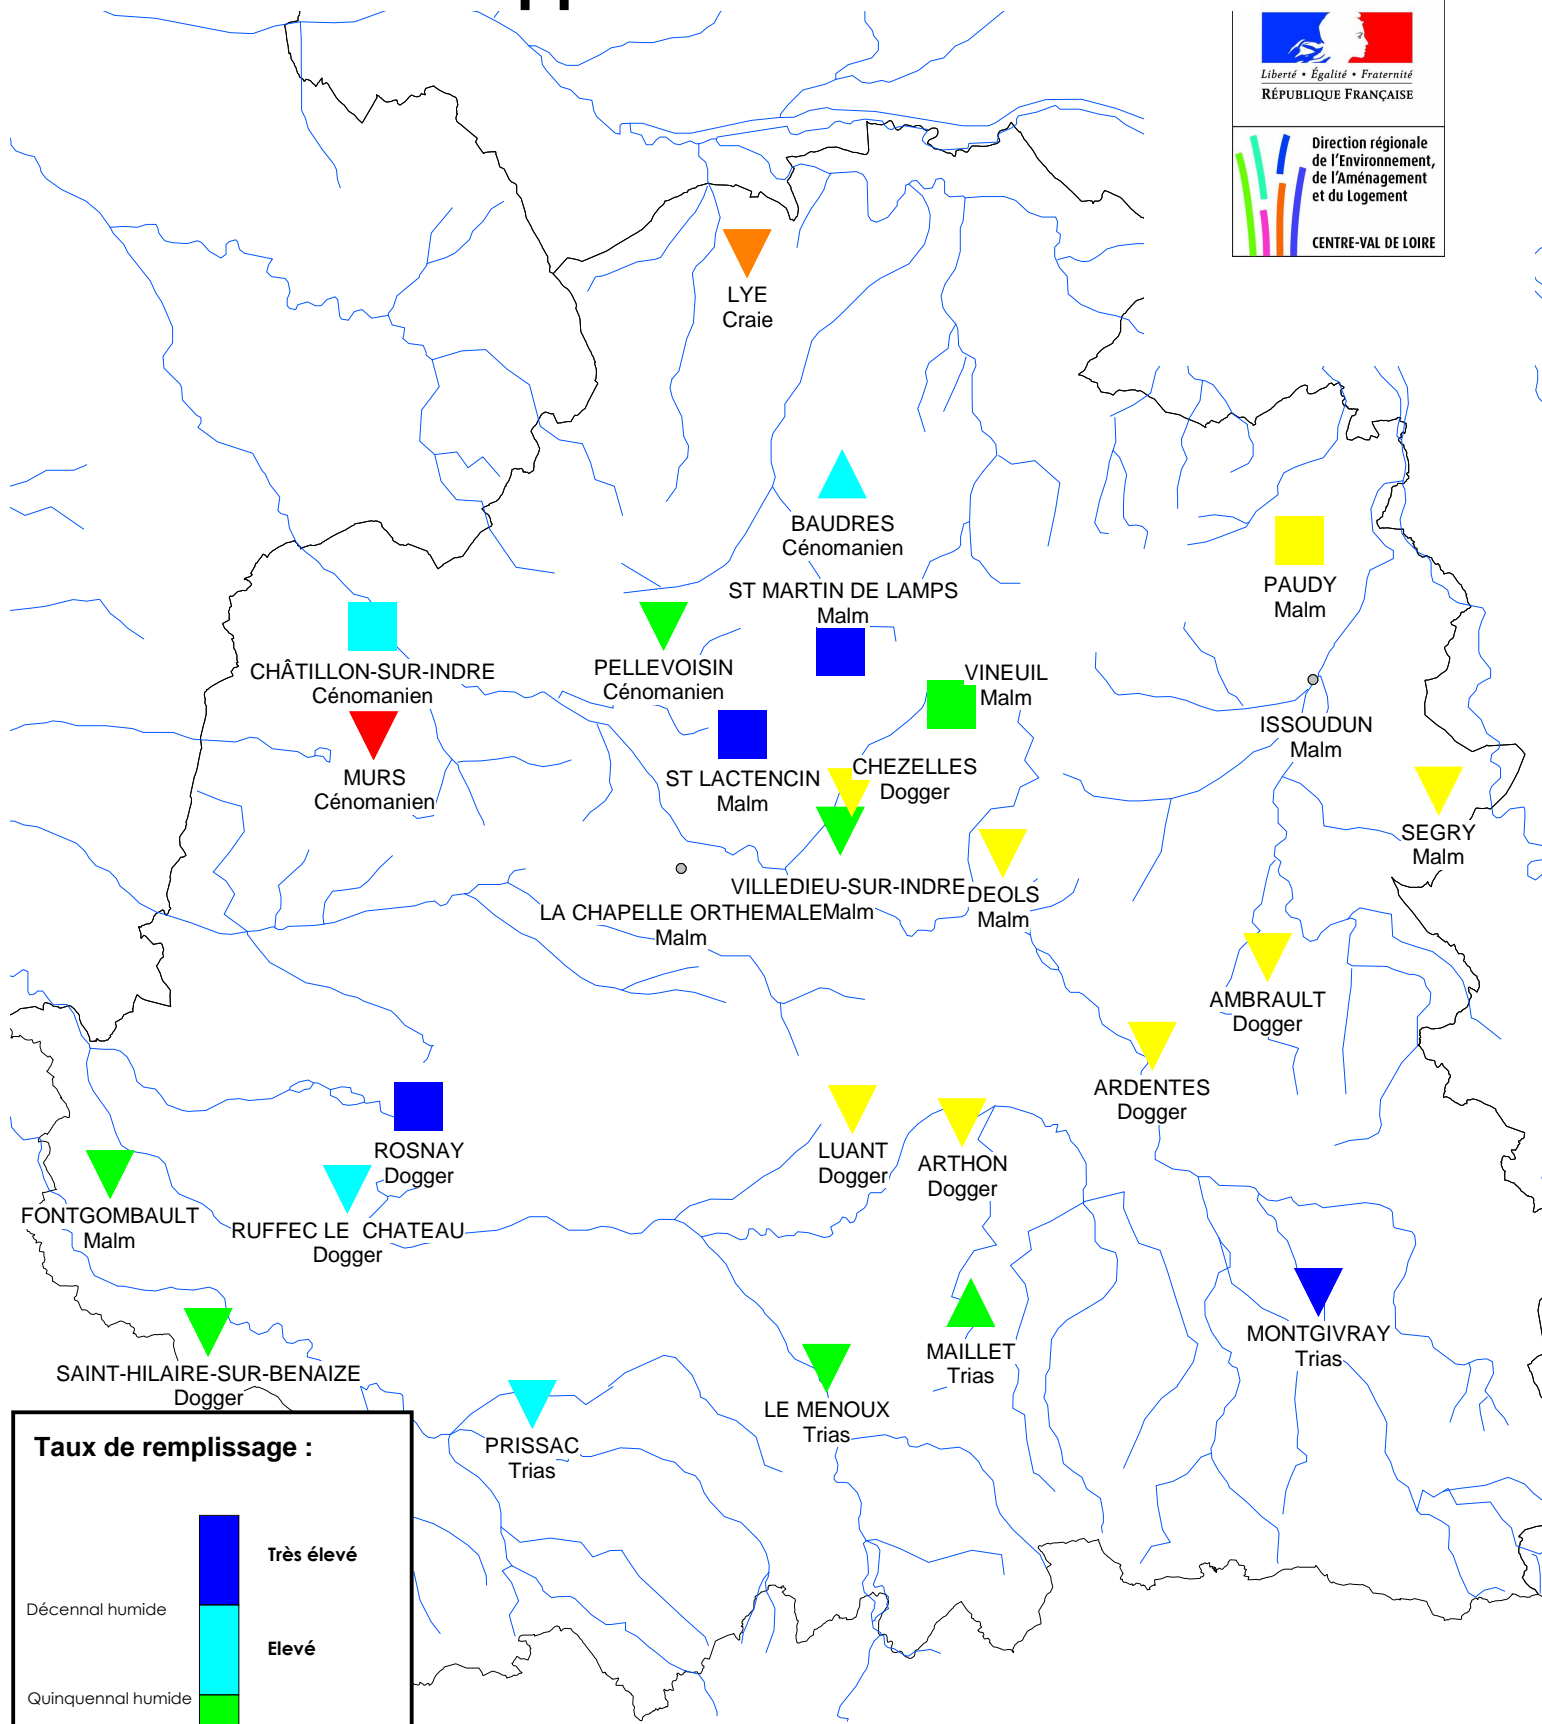 Liberté • Égalité • Fraternité
RÉPUBLIQUE FRANÇAISE
Direction régionale
de l'Environnement,
de l'Aménagement
et du Logement
CENTRE-VAL DE LOIRE
LYE
Craie
BAUDRES
Cénomanien
ST MARTIN DE LAMPS
Malm
PAUDY
Malm
CHÂTILLON-SUR-INDRE
Cénomanien
PELLEVOISIN
Cénomanien
VINEUIL
Malm
ISSOUDUN
Malm
MURS
Cénomanien
ST LACTENCIN
Malm
CHEZELLES
Dogger
SEGRY
Malm
VILLEDIEU-SUR-INDRE
Malm
DEOLS
Malm
LA CHAPELLE ORTHEMALE
Malm
AMBRAULT
Dogger
ARDENTES
Dogger
ROSNAY
Dogger
LUANT
Dogger
ARTHON
Dogger
FONTGOMBAULT
Malm
RUFFEC LE CHATEAU
Dogger
MONTGIVRAY
Trias
MAILLET
Trias
SAINT-HILAIRE-SUR-BENAIZE
Dogger
LE MENOUX
Trias
PRISSAC
Trias
Taux de remplissage :
Très élevé
Décennal humide
Elevé
Quinquennal humide